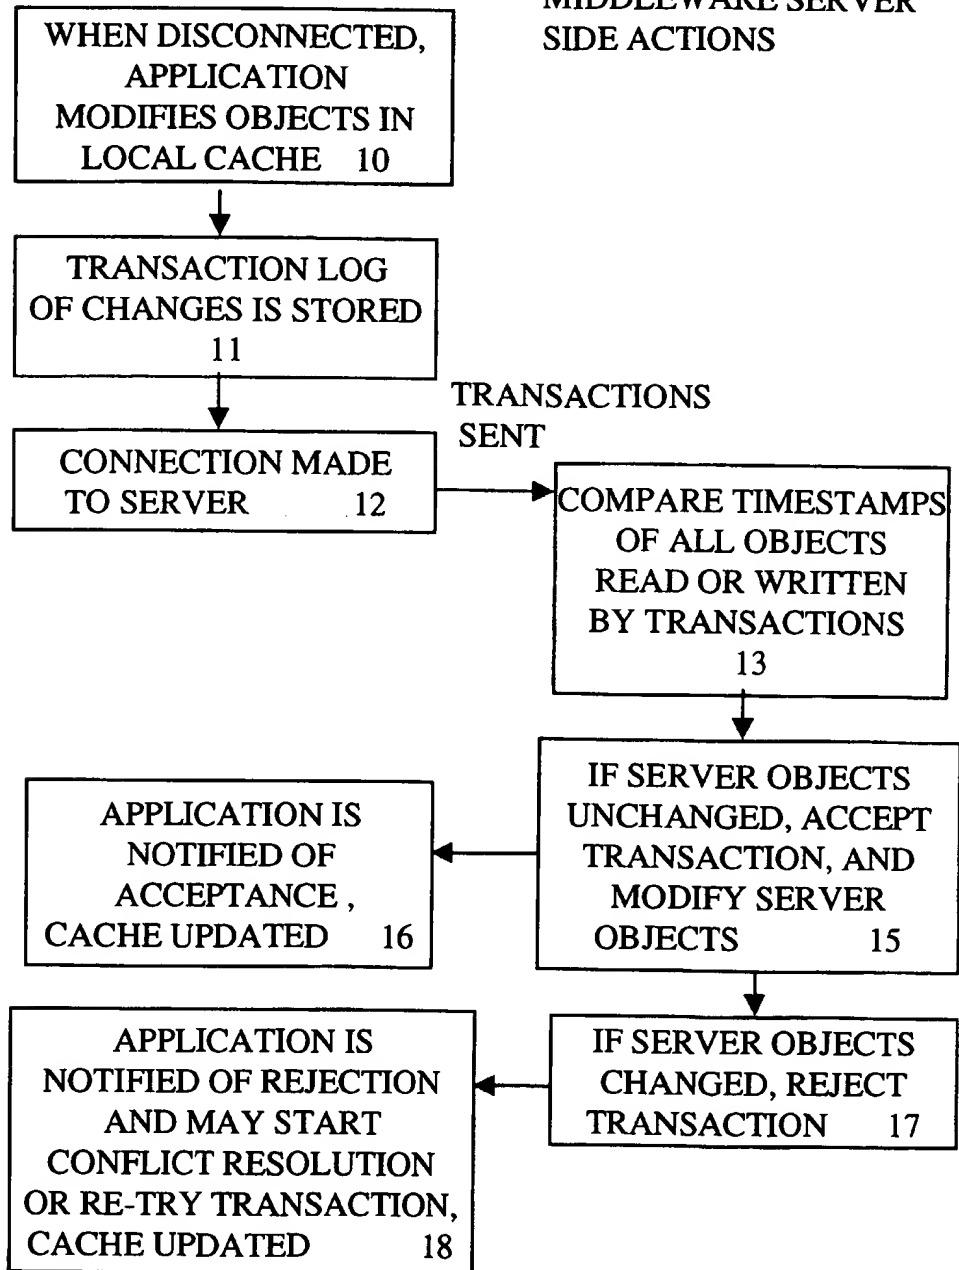 MIDDLEWARE SERVER
SIDE ACTIONS
WHEN DISCONNECTED,
APPLICATION
MODIFIES OBJECTS IN
LOCAL CACHE 10
TRANSACTION LOG
OF CHANGES IS STORED
11
CONNECTION MADE
TO SERVER 12
TRANSACTIONS
SENT
COMPARE TIMESTAMPS
OF ALL OBJECTS
READ OR WRITTEN
BY TRANSACTIONS
13
IF SERVER OBJECTS
UNCHANGED, ACCEPT
TRANSACTION, AND
MODIFY SERVER
OBJECTS 15
APPLICATION IS
NOTIFIED OF
ACCEPTANCE ,
CACHE UPDATED 16
IF SERVER OBJECTS
CHANGED, REJECT
TRANSACTION 17
APPLICATION IS
NOTIFIED OF REJECTION
AND MAY START
CONFLICT RESOLUTION
OR RE-TRY TRANSACTION,
CACHE UPDATED 18